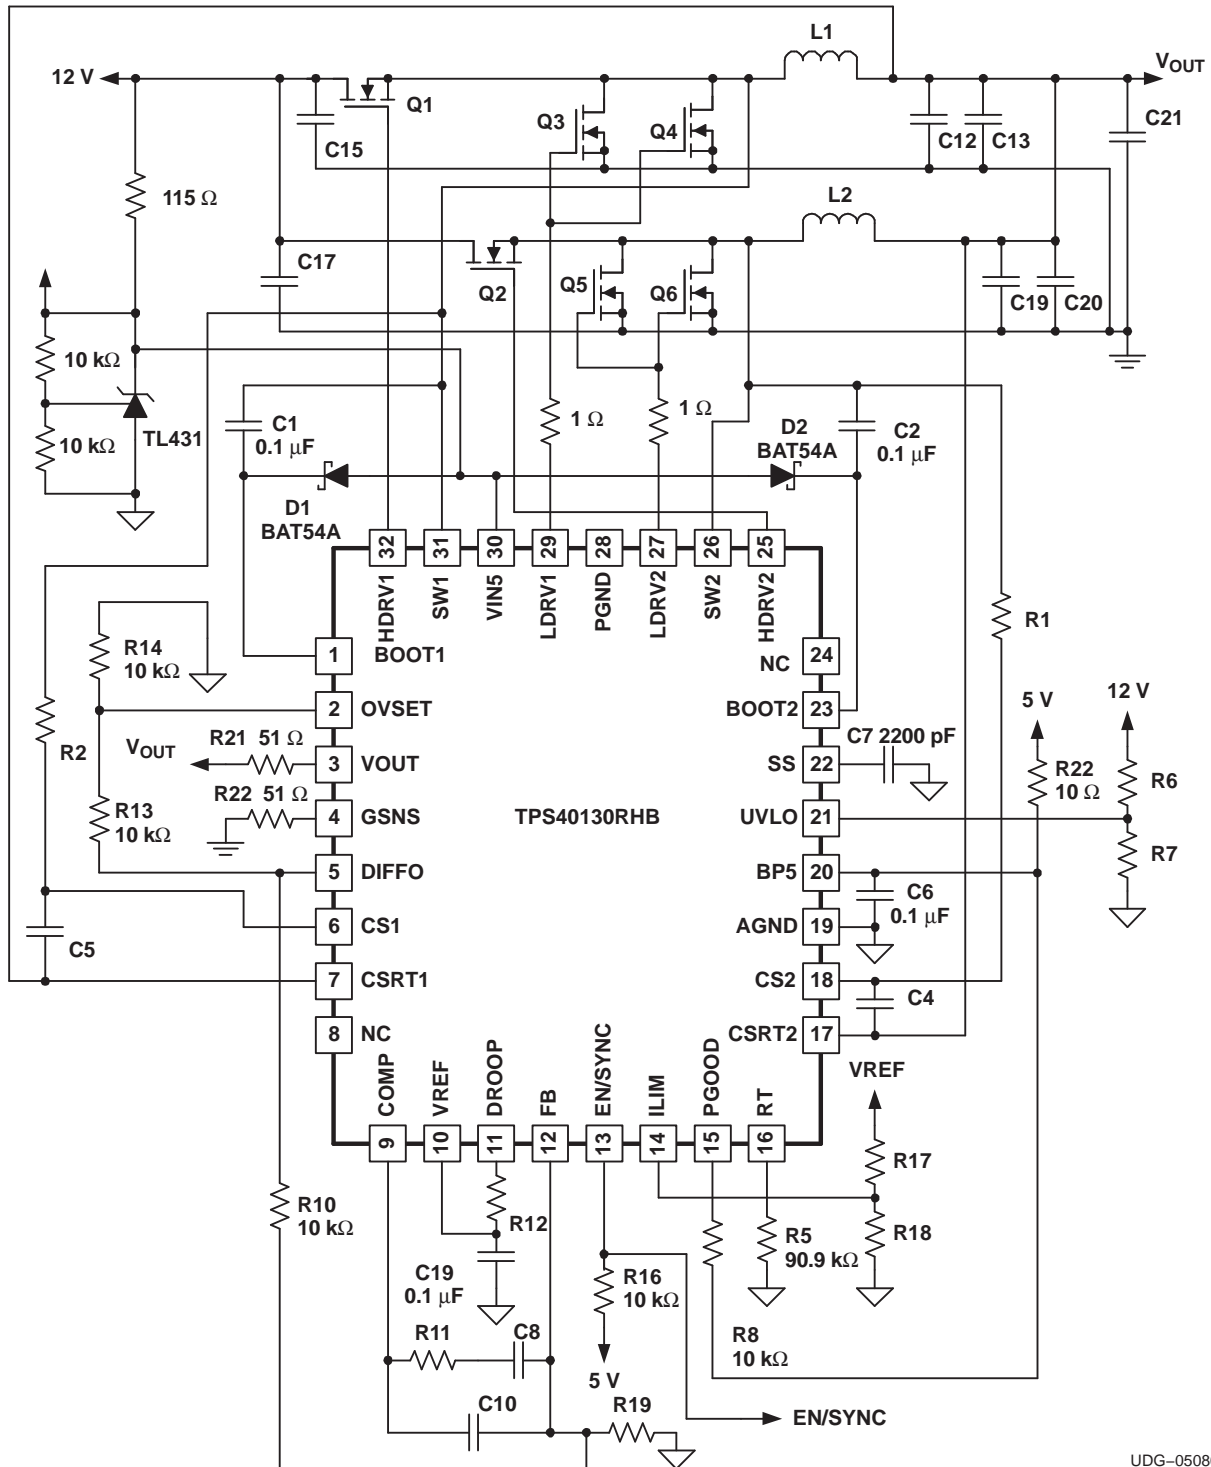 L1
12 V
VOUT
Q1
Q3
Q4
C15
C12
C13
C21
115 Ω
L2
C17
Q2
Q5
Q6
C19
C20
10 kΩ
10 kΩ
TL431
C1
0.1 µF
1 Ω
1 Ω
D2
BAT54A
C2
0.1 µF
D1
BAT54A
32
31
30
29
28
27
26
25
HDRV1
SW1
VIN5
LDRV1
PGND
LDRV2
SW2
HDRV2
R1
R14
10 kΩ
1
BOOT1
NC
24
2
OVSET
BOOT2
23
5 V
12 V
R2
VOUT
R21 51 Ω
3
VOUT
C7 2200 pF
SS
22
R22
10 Ω
R6
R13
10 kΩ
R22 51 Ω
4
GSNS
TPS40130RHB
UVLO
21
R7
5
DIFFO
BP5
20
C6
0.1 µF
6
CS1
AGND
19
C5
7
CSRT1
CS2
18
C4
8
NC
CSRT2
17
COMP
VREF
DROOP
FB
EN/SYNC
ILIM
PGOOD
RT
VREF
9
10
11
12
13
14
15
16
R17
R10
10 kΩ
R12
R18
R5
90.9 kΩ
C19
0.1 µF
R16
10 kΩ
R11
C8
R8
10 kΩ
5 V
C10
R19
EN/SYNC
UDG–0508